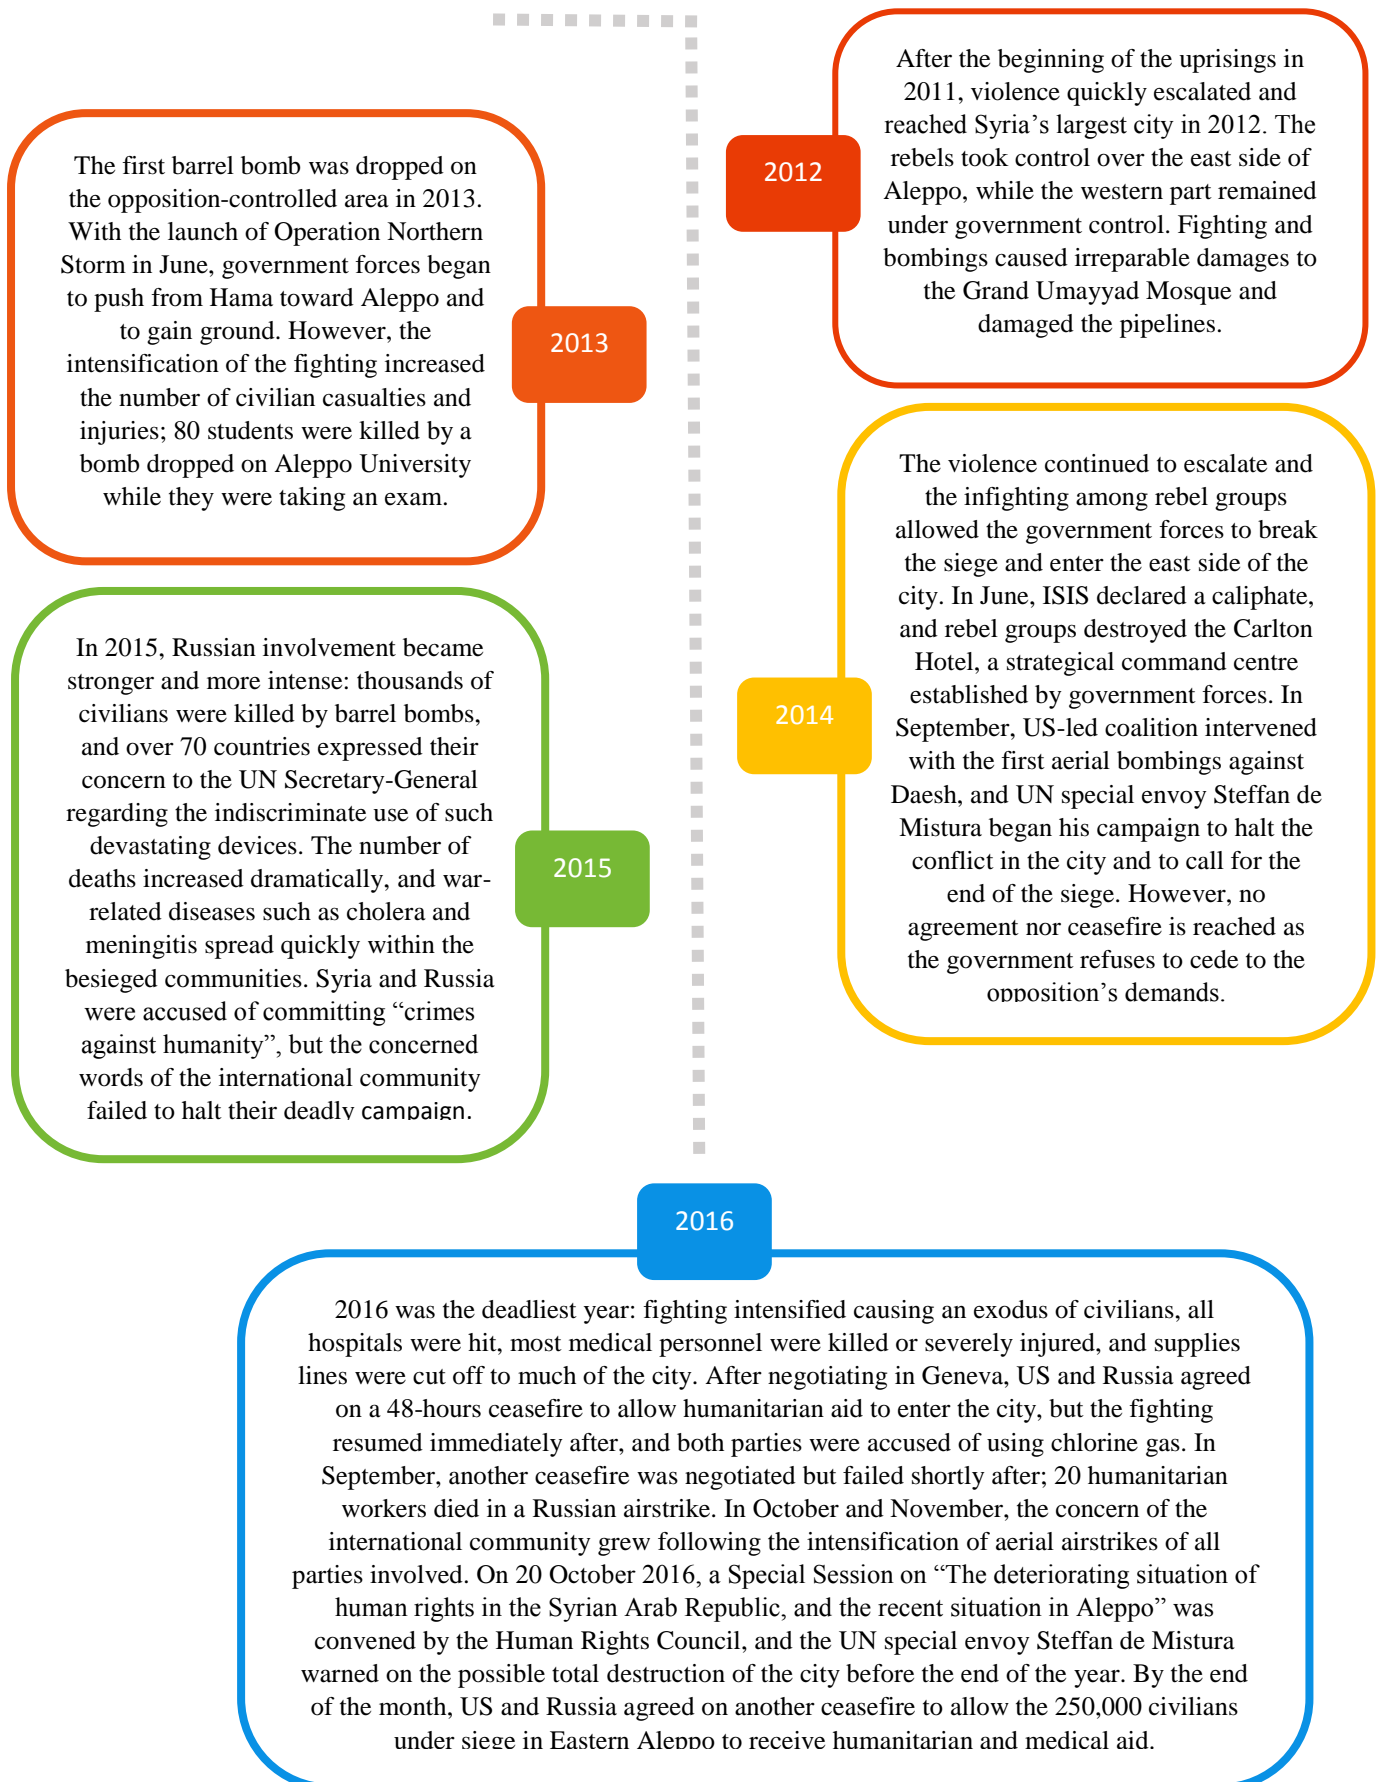 2012
After the beginning of the uprisings in
2011, violence quickly escalated and
reached Syria’s largest city in 2012. The
rebels took control over the east side of
Aleppo, while the western part remained
under government control. Fighting and
bombings caused irreparable damages to
the Grand Umayyad Mosque and
damaged the pipelines.
2013
The first barrel bomb was dropped on
the opposition-controlled area in 2013.
With the launch of Operation Northern
Storm in June, government forces began
to push from Hama toward Aleppo and
to gain ground. However, the
intensification of the fighting increased
the number of civilian casualties and
injuries; 80 students were killed by a
bomb dropped on Aleppo University
while they were taking an exam.
2014
The violence continued to escalate and
the infighting among rebel groups
allowed the government forces to break
the siege and enter the east side of the
city. In June, ISIS declared a caliphate,
and rebel groups destroyed the Carlton
Hotel, a strategical command centre
established by government forces. In
September, US-led coalition intervened
with the first aerial bombings against
Daesh, and UN special envoy Steffan de
Mistura began his campaign to halt the
conflict in the city and to call for the
end of the siege. However, no
agreement nor ceasefire is reached as
the government refuses to cede to the
opposition’s demands.
2015
In 2015, Russian involvement became
stronger and more intense: thousands of
civilians were killed by barrel bombs,
and over 70 countries expressed their
concern to the UN Secretary-General
regarding the indiscriminate use of such
devastating devices. The number of
deaths increased dramatically, and war-
related diseases such as cholera and
meningitis spread quickly within the
besieged communities. Syria and Russia
were accused of committing “crimes
against humanity”, but the concerned
words of the international community
failed to halt their deadly campaign.
2016
2016 was the deadliest year: fighting intensified causing an exodus of civilians, all
hospitals were hit, most medical personnel were killed or severely injured, and supplies
lines were cut off to much of the city. After negotiating in Geneva, US and Russia agreed
on a 48-hours ceasefire to allow humanitarian aid to enter the city, but the fighting
resumed immediately after, and both parties were accused of using chlorine gas. In
September, another ceasefire was negotiated but failed shortly after; 20 humanitarian
workers died in a Russian airstrike. In October and November, the concern of the
international community grew following the intensification of aerial airstrikes of all
parties involved. On 20 October 2016, a Special Session on “The deteriorating situation of
human rights in the Syrian Arab Republic, and the recent situation in Aleppo” was
convened by the Human Rights Council, and the UN special envoy Steffan de Mistura
warned on the possible total destruction of the city before the end of the year. By the end
of the month, US and Russia agreed on another ceasefire to allow the 250,000 civilians
under siege in Eastern Aleppo to receive humanitarian and medical aid.